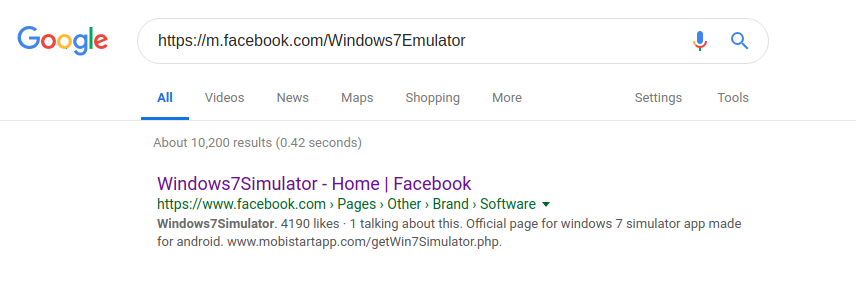 Google
https://m.facebook.com/Windows7Emulator
All Videos News Maps Shopping More Settings Tools
About 10,200 results (0.42 seconds)
Windows7Simulator - Home | Facebook
https://www.facebook.com › Pages › Other › Brand › Software
Windows7Simulator. 4190 likes · 1 talking about this. Official page for windows 7 simulator app made
for android. www.mobistartapp.com/getWin7Simulator.php.